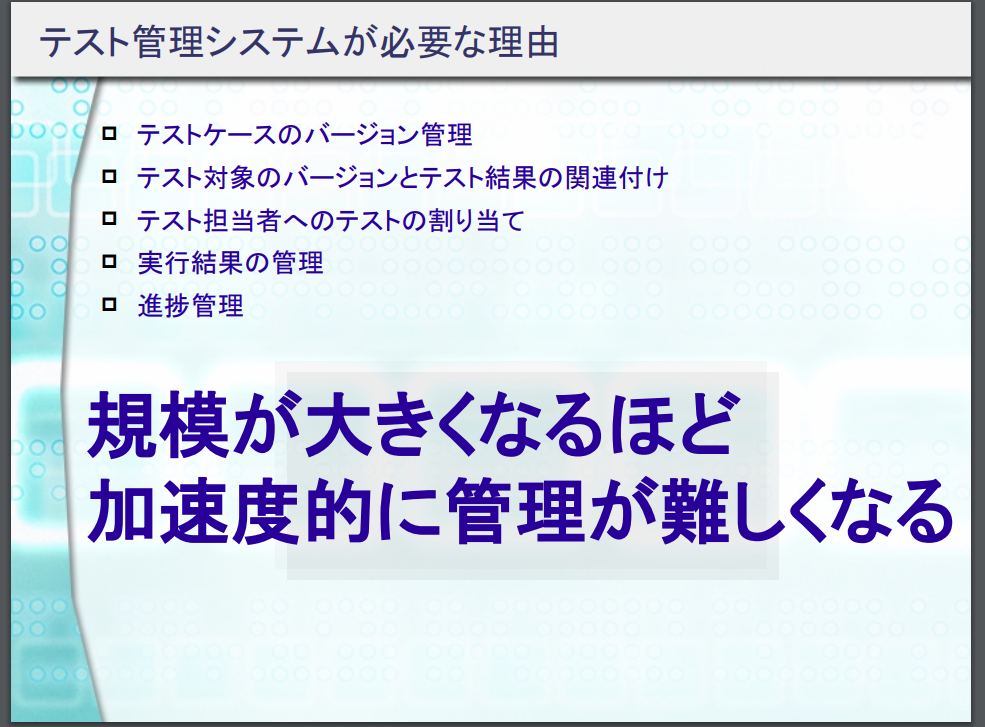 テスト管理システムが必要な理由
テストケースのバージョン管理
テスト対象のバージョンとテスト結果の関連付け
テスト担当者へのテストの割り当て
実行結果の管理
進捗管理
規模が大きくなるほど
加速度的に管理が難しくなる